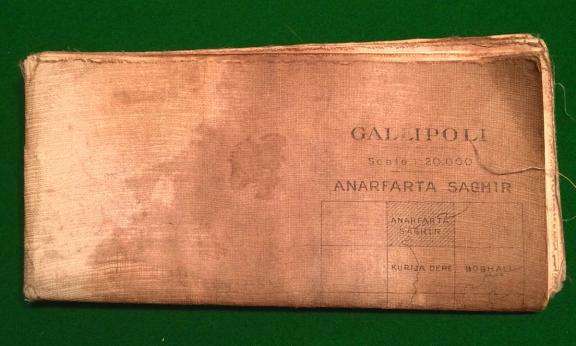 GALLIPOLI
Scale 1:20,000
ANARFARTA SAGHIR
ANARFARTA
SAGHIR
KURIJA DERE BOGHALI